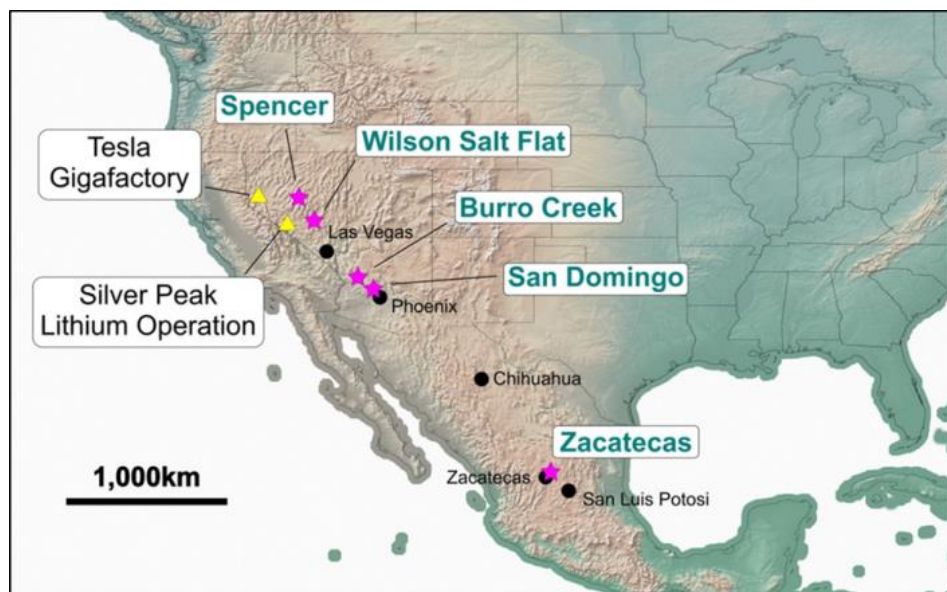 Spencer
Tesla
Gigafactory
Wilson Salt Flat
Burro Creek
Las Vegas
San Domingo
Silver Peak
Lithium Operation
Phoenix
Chihuahua
Zacatecas
1,000km
Zacatecas
San Luis Potosi